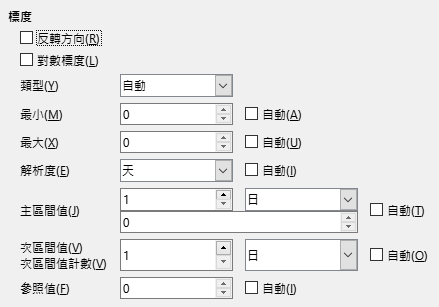 標度
反轉方向(R)
對數標度(L)
類型(Y) 自動
最小(M) 0 自動(A)
最大(X) 0 自動(U)
解析度(E) 天 自動(I)
主區間值(J) 1 日 自動(T)
0
次區間值(V)
次區間值計數(V) 1 日 自動(O)
參照值(F) 0 自動(I)